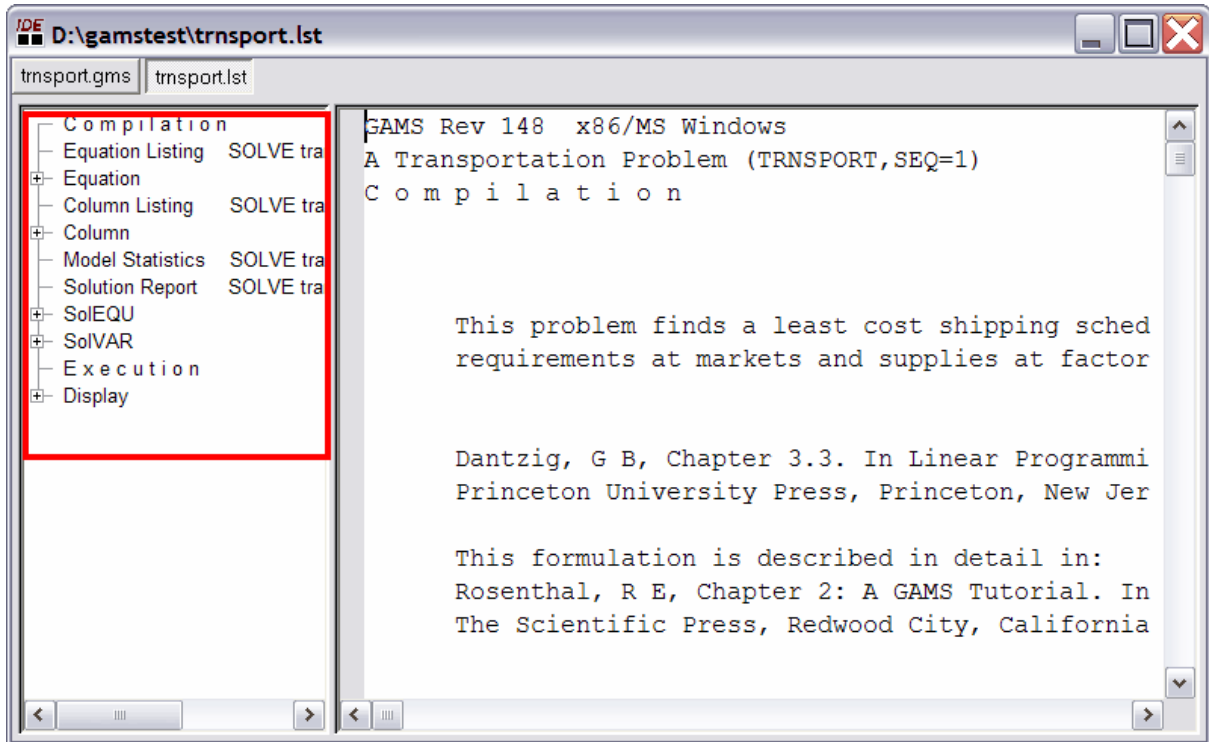 IDE D:\gamstest\trnsport.lst
trnsport.gms trnsport.lst
C o m p i l a t i o n
Equation Listing SOLVE tra
Equation
Column Listing SOLVE tra
Column
Model Statistics SOLVE tra
Solution Report SOLVE tra
SolEQU
SolVAR
E x e c u t i o n
Display
GAMS Rev 148 x86/MS Windows
A Transportation Problem (TRNSPORT,SEQ=1)
C o m p i l a t i o n
This problem finds a least cost shipping sched
requirements at markets and supplies at factor
Dantzig, G B, Chapter 3.3. In Linear Programmi
Princeton University Press, Princeton, New Jer
This formulation is described in detail in:
Rosenthal, R E, Chapter 2: A GAMS Tutorial. In
The Scientific Press, Redwood City, California